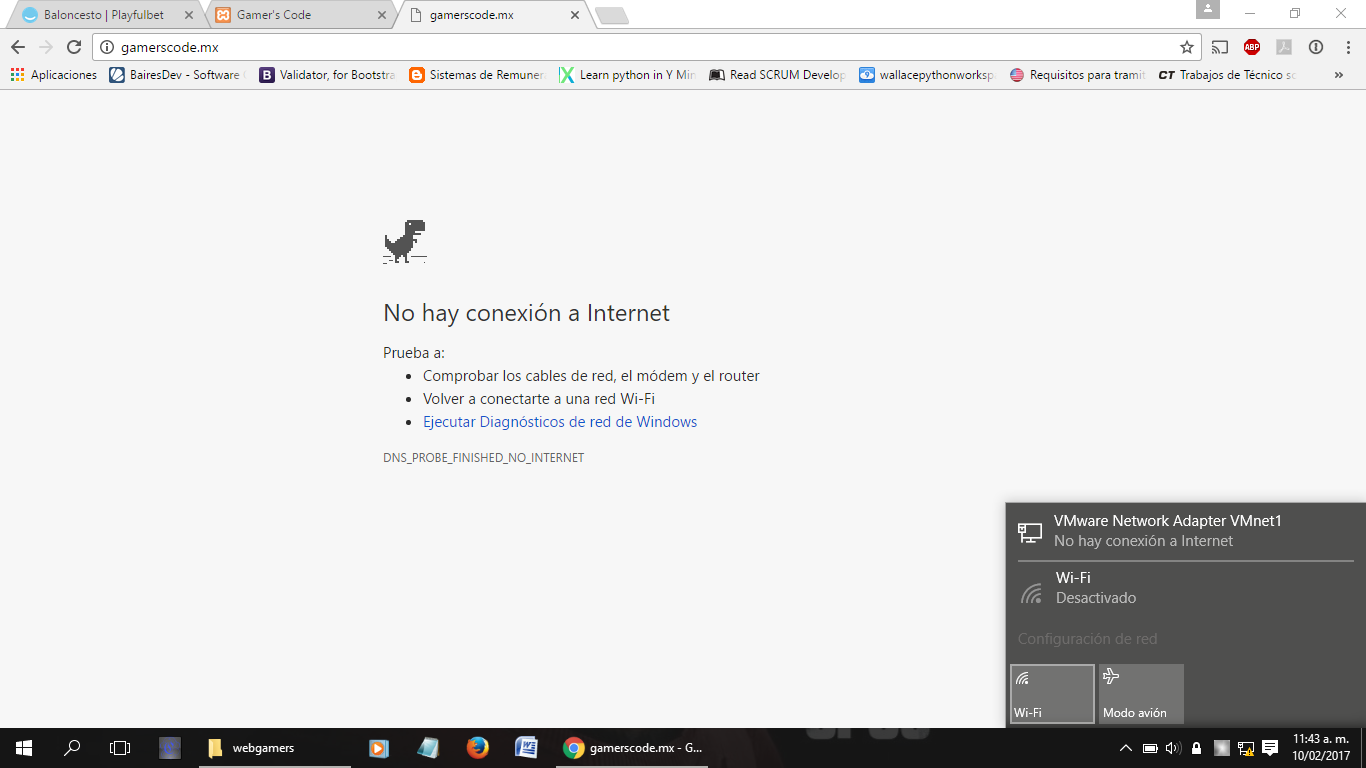 Baloncesto | Playfulbet
Gamer's Code
gamerscode.mx
gamerscode.mx
ABP
Aplicaciones
BairesDev - Software
B
Validator, for Bootstra
Sistemas de Remuner
Learn python in Y Min
Read SCRUM Develop
wallacepythonworksp
Requisitos para tramit
CT
Trabajos de Técnico so
»
No hay conexión a Internet
Prueba a:
• Comprobar los cables de red, el módem y el router
• Volver a conectarte a una red Wi-Fi
• Ejecutar Diagnósticos de red de Windows
DNS_PROBE_FINISHED_NO_INTERNET
VMware Network Adapter VMnet1
No hay conexión a Internet
Wi-Fi
Desactivado
Configuración de red
Wi-Fi
Modo avión
webgamers
gamerscode.mx - G...
11:43 a. m.
10/02/2017